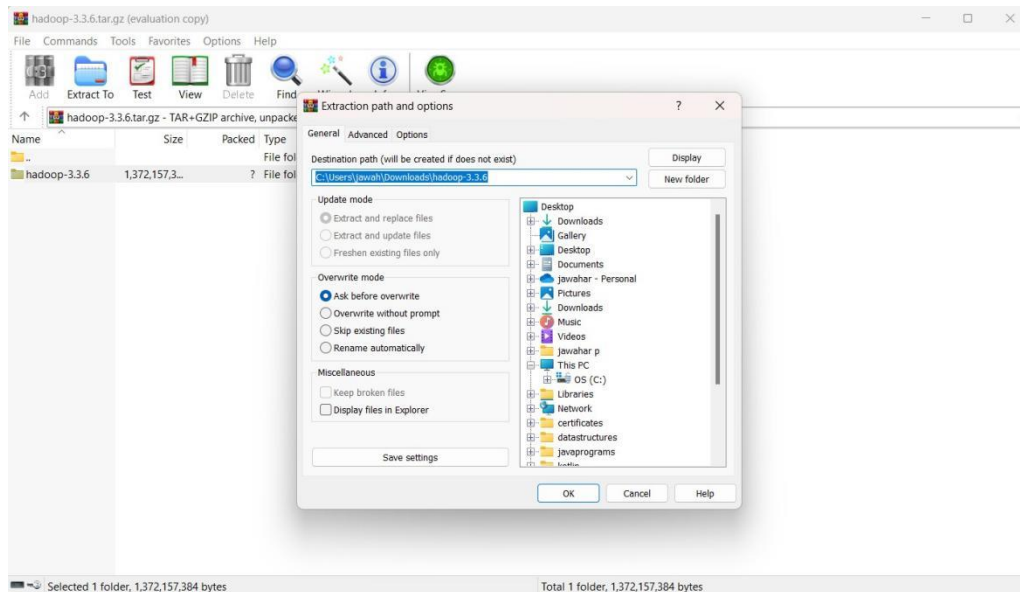 hadoop-3.3.6.tar.gz (evaluation copy)
File Commands Tools Favorites Options Help
Add Extract To Test View Delete Find
hadoop-3.3.6.tar.gz - TAR+GZIP archive, unpacke
Name Size Packed Type
.. File fol
hadoop-3.3.6 1,372,157,3... ? File fol
Extraction path and options
General Advanced Options
Destination path (will be created if does not exist)
C:\Users\jawah\Downloads\hadoop-3.3.6
Display
New folder
Update mode
Extract and replace files
Extract and update files
Freshen existing files only
Overwrite mode
Ask before overwrite
Overwrite without prompt
Skip existing files
Rename automatically
Miscellaneous
Keep broken files
Display files in Explorer
Save settings
Desktop
Downloads
Gallery
Desktop
Documents
jawahar - Personal
Pictures
Downloads
Music
Videos
jawahar p
This PC
OS (C:)
Libraries
Network
certificates
datastructures
javaprograms
OK Cancel Help
Selected 1 folder, 1,372,157,384 bytes
Total 1 folder, 1,372,157,384 bytes